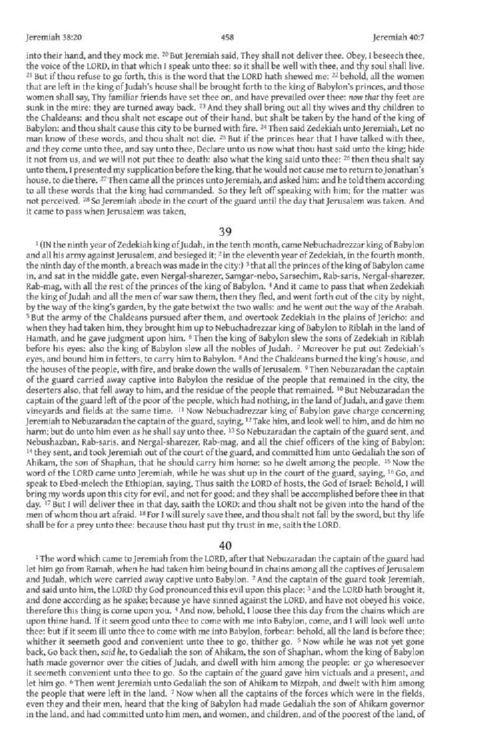 Jeremiah 38:20 458 Jeremiah 40:7
into their hand, and they mock me. 20 But Jeremiah said, They shall not deliver thee. Obey, I beseech thee,
the voice of the LORD, in that which I speak unto thee: so it shall be well with thee, and thy soul shall live.
21 But if thou refuse to go forth, this is the word that the LORD hath shewed me: 22 behold, all the women
that are left in the king of Judah's house shall be brought forth to the king of Babylon's princes, and those
women shall say, Thy familiar friends have set thee on, and have prevailed over thee: now that thy feet are
sunk in the mire: they are turned away back. 23 And they shall bring out all thy wives and thy children to
the Chaldeans: and thou shalt not escape out of their hand, but shalt be taken by the hand of the king of
Babylon: and thou shalt cause this city to be burned with fire. 24 Then said Zedekiah unto Jeremiah, Let no
man know of these words, and thou shalt not die. 25 But if the princes hear that I have talked with thee,
and they come unto thee, and say unto thee, Declare unto us now what thou hast said unto the king; hide
it not from us, and we will not put thee to death: also what the king said unto thee: 26 then thou shalt say
unto them, I presented my supplication before the king, that he would not cause me to return to Jonathan's
house, to die there. 27 Then came all the princes unto Jeremiah, and asked him: and he told them according
to all these words that the king had commanded. So they left off speaking with him; for the matter was
not perceived. 28 So Jeremiah abode in the court of the guard until the day that Jerusalem was taken. And
it came to pass when Jerusalem was taken,
39
1 (IN the ninth year of Zedekiah king of Judah, in the tenth month, came Nebuchadrezzar king of Babylon
and all his army against Jerusalem, and besieged it; 2 in the eleventh year of Zedekiah, in the fourth month,
the ninth day of the month, a breach was made in the city:) 3 that all the princes of the king of Babylon came
in, and sat in the middle gate, even Nergal-sharezer, Samgar-nebo, Sarsechim, Rab-saris, Nergal-sharezer,
Rab-mag, with all the rest of the princes of the king of Babylon. 4 And it came to pass that when Zedekiah
the king of Judah and all the men of war saw them, then they fled, and went forth out of the city by night,
by the way of the king's garden, by the gate betwixt the two walls: and he went out the way of the Arabah.
5 But the army of the Chaldeans pursued after them, and overtook Zedekiah in the plains of Jericho: and
when they had taken him, they brought him up to Nebuchadrezzar king of Babylon to Riblah in the land of
Hamath, and he gave judgment upon him. 6 Then the king of Babylon slew the sons of Zedekiah in Riblah
before his eyes: also the king of Babylon slew all the nobles of Judah. 7 Moreover he put out Zedekiah's
eyes, and bound him in fetters, to carry him to Babylon. 8 And the Chaldeans burned the king's house, and
the houses of the people, with fire, and brake down the walls of Jerusalem. 9 Then Nebuzaradan the captain
of the guard carried away captive into Babylon the residue of the people that remained in the city, the
deserters also, that fell away to him, and the residue of the people that remained. 10 But Nebuzaradan the
captain of the guard left of the poor of the people, which had nothing, in the land of Judah, and gave them
vineyards and fields at the same time. 11 Now Nebuchadrezzar king of Babylon gave charge concerning
Jeremiah to Nebuzaradan the captain of the guard, saying, 12 Take him, and look well to him, and do him no
harm; but do unto him even as he shall say unto thee. 13 So Nebuzaradan the captain of the guard sent, and
Nebushazban, Rab-saris, and Nergal-sharezer, Rab-mag, and all the chief officers of the king of Babylon;
14 they sent, and took Jeremiah out of the court of the guard, and committed him unto Gedaliah the son of
Ahikam, the son of Shaphan, that he should carry him home: so he dwelt among the people. 15 Now the
word of the LORD came unto Jeremiah, while he was shut up in the court of the guard, saying, 16 Go, and
speak to Ebed-melech the Ethiopian, saying, Thus saith the LORD of hosts, the God of Israel: Behold, I will
bring my words upon this city for evil, and not for good; and they shall be accomplished before thee in that
day. 17 But I will deliver thee in that day, saith the LORD: and thou shalt not be given into the hand of the
men of whom thou art afraid. 18 For I will surely save thee, and thou shalt not fall by the sword, but thy life
shall be for a prey unto thee: because thou hast put thy trust in me, saith the LORD.
40
1 The word which came to Jeremiah from the LORD, after that Nebuzaradan the captain of the guard had
let him go from Ramah, when he had taken him being bound in chains among all the captives of Jerusalem
and Judah, which were carried away captive unto Babylon. 2 And the captain of the guard took Jeremiah,
and said unto him, the LORD thy God pronounced this evil upon this place: 3 and the LORD hath brought it,
and done according as he spake; because ye have sinned against the LORD, and have not obeyed his voice,
therefore this thing is come upon you. 4 And now, behold, I loose thee this day from the chains which are
upon thine hand. If it seem good unto thee to come with me into Babylon, come, and I will look well unto
thee: but if it seem ill unto thee to come with me into Babylon, forbear: behold, all the land is before thee;
whither it seemeth good and convenient unto thee to go, thither go. 5 Now while he was not yet gone
back, Go back then, said he, to Gedaliah the son of Ahikam, the son of Shaphan, whom the king of Babylon
hath made governor over the cities of Judah, and dwell with him among the people: or go wheresoever
it seemeth convenient unto thee to go. So the captain of the guard gave him victuals and a present, and
let him go. 6 Then went Jeremiah unto Gedaliah the son of Ahikam to Mizpah, and dwelt with him among
the people that were left in the land. 7 Now when all the captains of the forces which were in the fields,
even they and their men, heard that the king of Babylon had made Gedaliah the son of Ahikam governor
in the land, and had committed unto him men, and women, and children, and of the poorest of the land, of